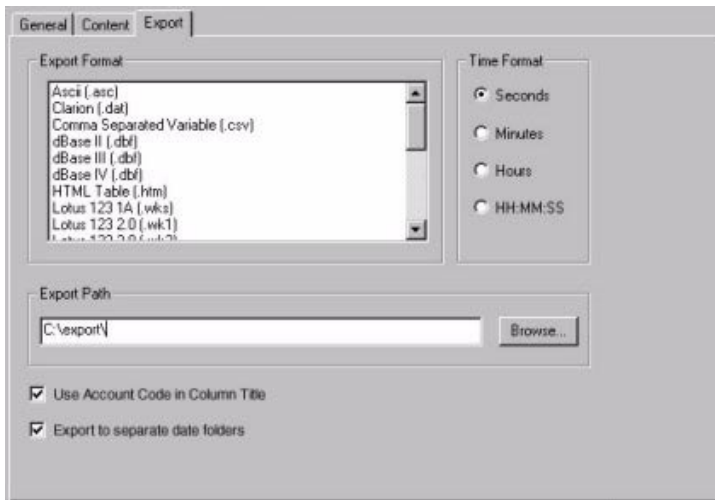 General Content Export
Export Format
Ascii (.asc)
Clarion (.dat)
Comma Separated Variable (.csv)
dBase II (.dbf)
dBase III (.dbf)
dBase IV (.dbf)
HTML Table (.htm)
Lotus 123 1A (.wks)
Lotus 123 2.0 (.wk1)
Time Format
Seconds
Minutes
Hours
HH:MM:SS
Export Path
C:\export\
Browse...
Use Account Code in Column Title
Export to separate date folders